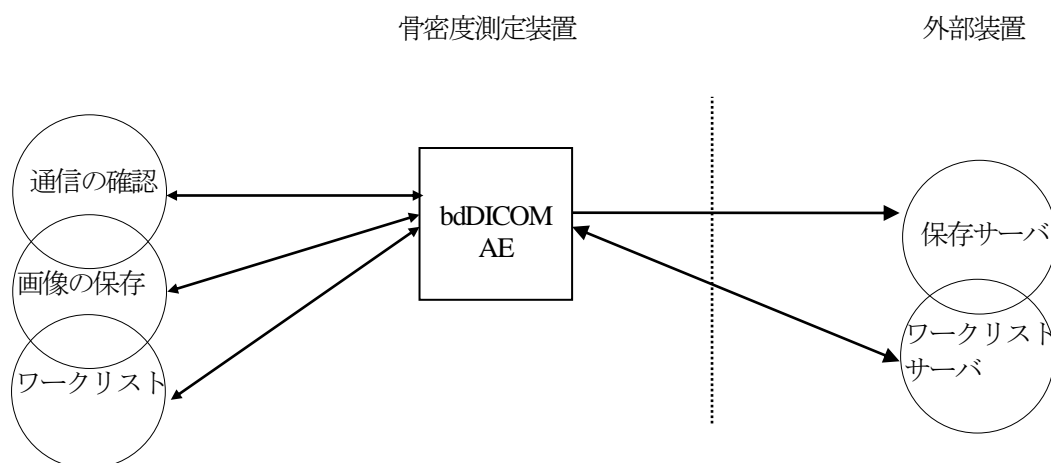 骨密度測定装置
外部装置
通信の確認
画像の保存
ワークリスト
bdDICOM
AE
保存サーバ
ワークリスト
サーバ